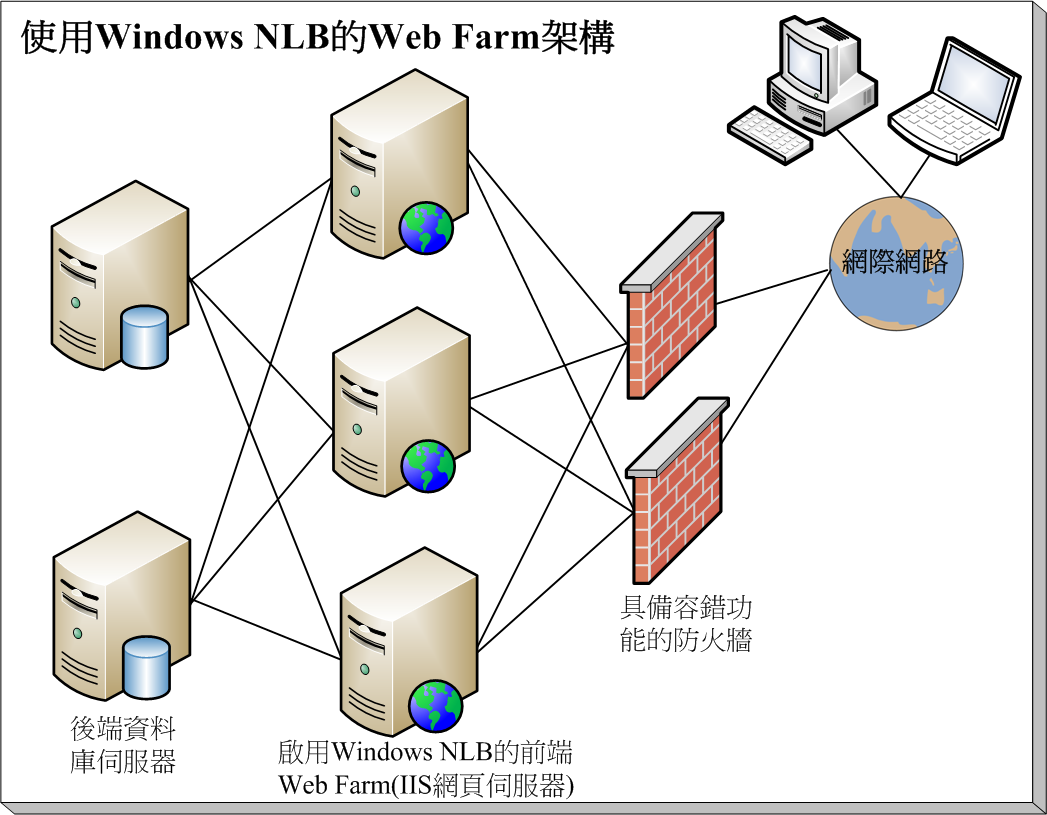 使用Windows NLB的Web Farm架構
網際網路
具備容錯功
能的防火牆
後端資料
庫伺服器
啟用Windows NLB的前端
Web Farm(IIS網頁伺服器)